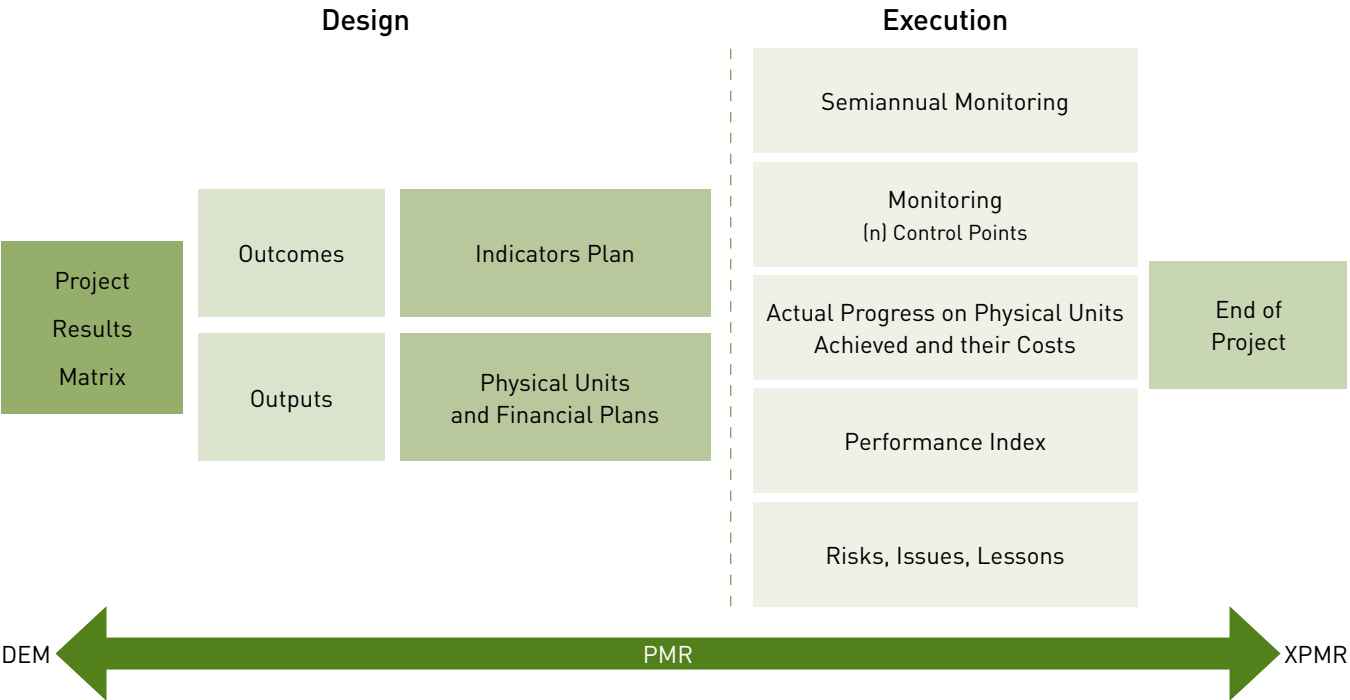 Design
Execution
Project
Results
Matrix
Outcomes
Indicators Plan
Outputs
Physical Units
and Financial Plans
Semiannual Monitoring
Monitoring
(n) Control Points
Actual Progress on Physical Units
Achieved and their Costs
Performance Index
Risks, Issues, Lessons
End of
Project
DEM
PMR
XPMR